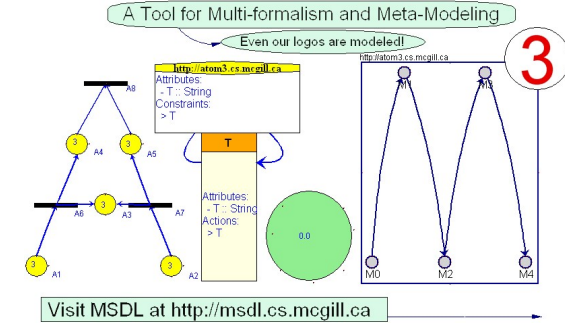 A Tool for Multi-formalism and Meta-Modeling
Even our logos are modeled!
3
http://atom3.cs.mcgill.ca
http://atom3.cs.mcgill.ca
Attributes:
- T :: String
Constraints:
> T
M1
M3
A8
T
3
3
A4
A5
Attributes:
- T :: String
Actions:
> T
3
A6
A3
A7
0.0
3
3
A1
A2
M0
M2
M4
Visit MSDL at http://msdl.cs.mcgill.ca